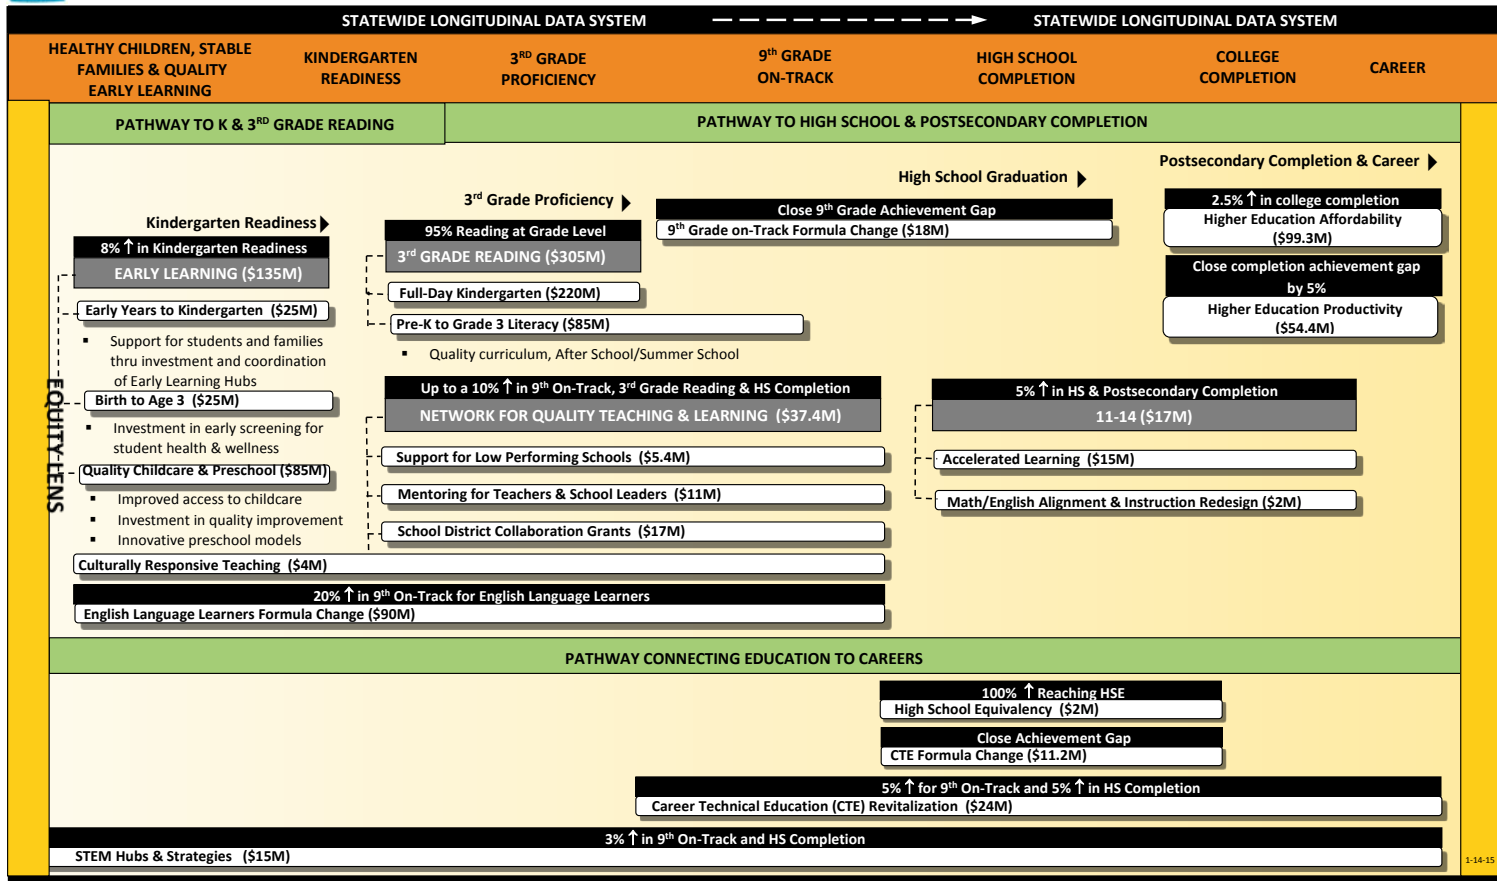 STATEWIDE LONGITUDINAL DATA SYSTEM STATEWIDE LONGITUDINAL DATA SYSTEM
HEALTHY CHILDREN, STABLE
FAMILIES & QUALITY
EARLY LEARNING
KINDERGARTEN
READINESS
3RD GRADE
PROFICIENCY
9th GRADE
ON-TRACK
HIGH SCHOOL
COMPLETION
COLLEGE
COMPLETION
CAREER
PATHWAY TO K & 3RD GRADE READING
PATHWAY TO HIGH SCHOOL & POSTSECONDARY COMPLETION
EQUITY LENS
Kindergarten Readiness
8% ↑ in Kindergarten Readiness
EARLY LEARNING ($135M)
Early Years to Kindergarten ($25M)
▪ Support for students and families
thru investment and coordination
of Early Learning Hubs
Birth to Age 3 ($25M)
▪ Investment in early screening for
student health & wellness
Quality Childcare & Preschool ($85M)
▪ Improved access to childcare
▪ Investment in quality improvement
▪ Innovative preschool models
3rd Grade Proficiency
95% Reading at Grade Level
3rd GRADE READING ($305M)
Full-Day Kindergarten ($220M)
Pre-K to Grade 3 Literacy ($85M)
▪ Quality curriculum, After School/Summer School
High School Graduation
Close 9th Grade Achievement Gap
9th Grade on-Track Formula Change ($18M)
Postsecondary Completion & Career
2.5% ↑ in college completion
Higher Education Affordability
($99.3M)
Close completion achievement gap
by 5%
Higher Education Productivity
($54.4M)
Up to a 10% ↑ in 9th On-Track, 3rd Grade Reading & HS Completion
NETWORK FOR QUALITY TEACHING & LEARNING ($37.4M)
Support for Low Performing Schools ($5.4M)
Mentoring for Teachers & School Leaders ($11M)
School District Collaboration Grants ($17M)
Culturally Responsive Teaching ($4M)
5% ↑ in HS & Postsecondary Completion
11-14 ($17M)
Accelerated Learning ($15M)
Math/English Alignment & Instruction Redesign ($2M)
20% ↑ in 9th On-Track for English Language Learners
English Language Learners Formula Change ($90M)
PATHWAY CONNECTING EDUCATION TO CAREERS
100% ↑ Reaching HSE
High School Equivalency ($2M)
Close Achievement Gap
CTE Formula Change ($11.2M)
5% ↑ for 9th On-Track and 5% ↑ in HS Completion
Career Technical Education (CTE) Revitalization ($24M)
3% ↑ in 9th On-Track and HS Completion
STEM Hubs & Strategies ($15M)
1-14-15